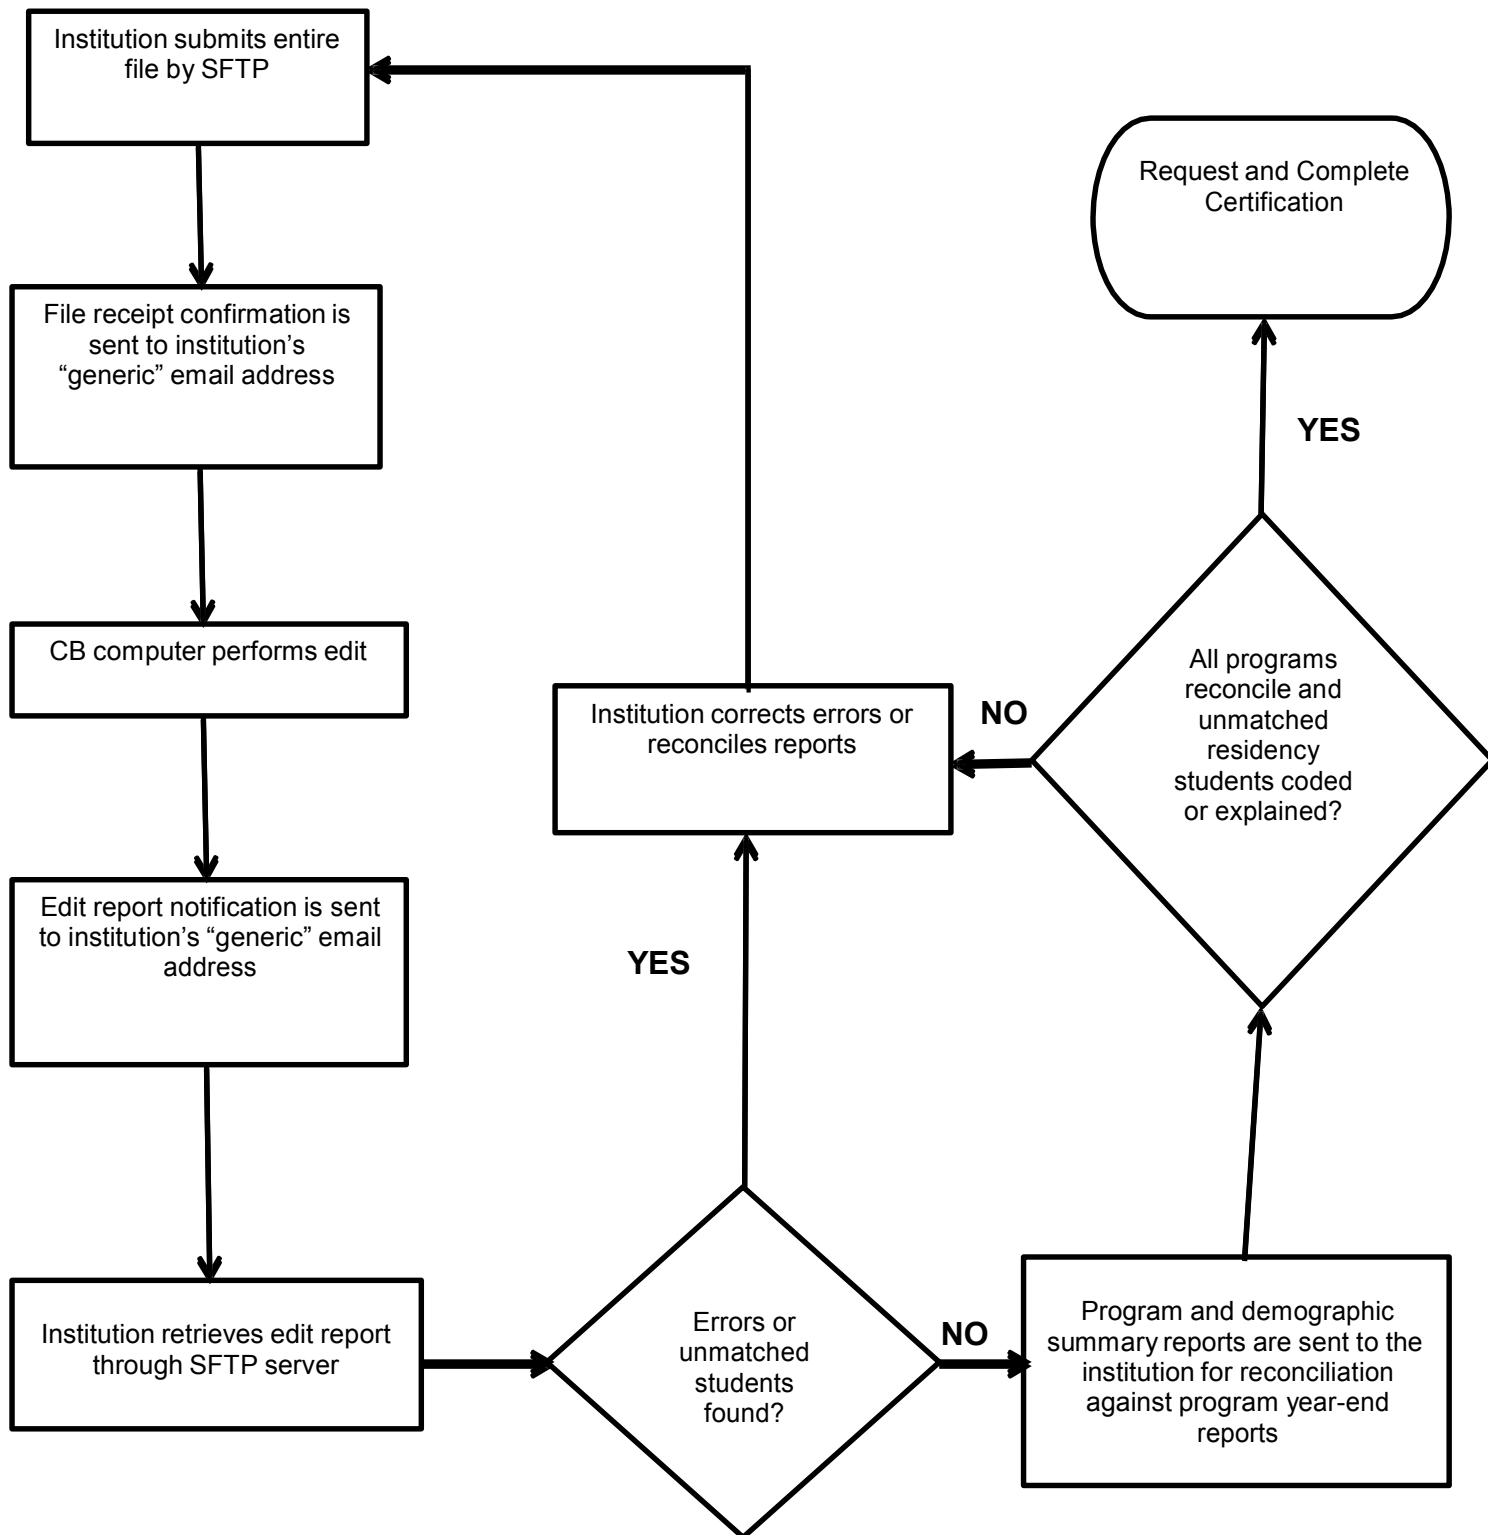 Institution submits entire
file by SFTP
File receipt confirmation is
sent to institution’s
“generic” email address
CB computer performs edit
Edit report notification is sent
to institution’s “generic” email
address
Institution retrieves edit report
through SFTP server
Errors or
unmatched
students
found?
YES
NO
Institution corrects errors or
reconciles reports
Program and demographic
summary reports are sent to the
institution for reconciliation
against program year-end
reports
All programs
reconcile and
unmatched
residency
students coded
or explained?
NO
YES
Request and Complete
Certification